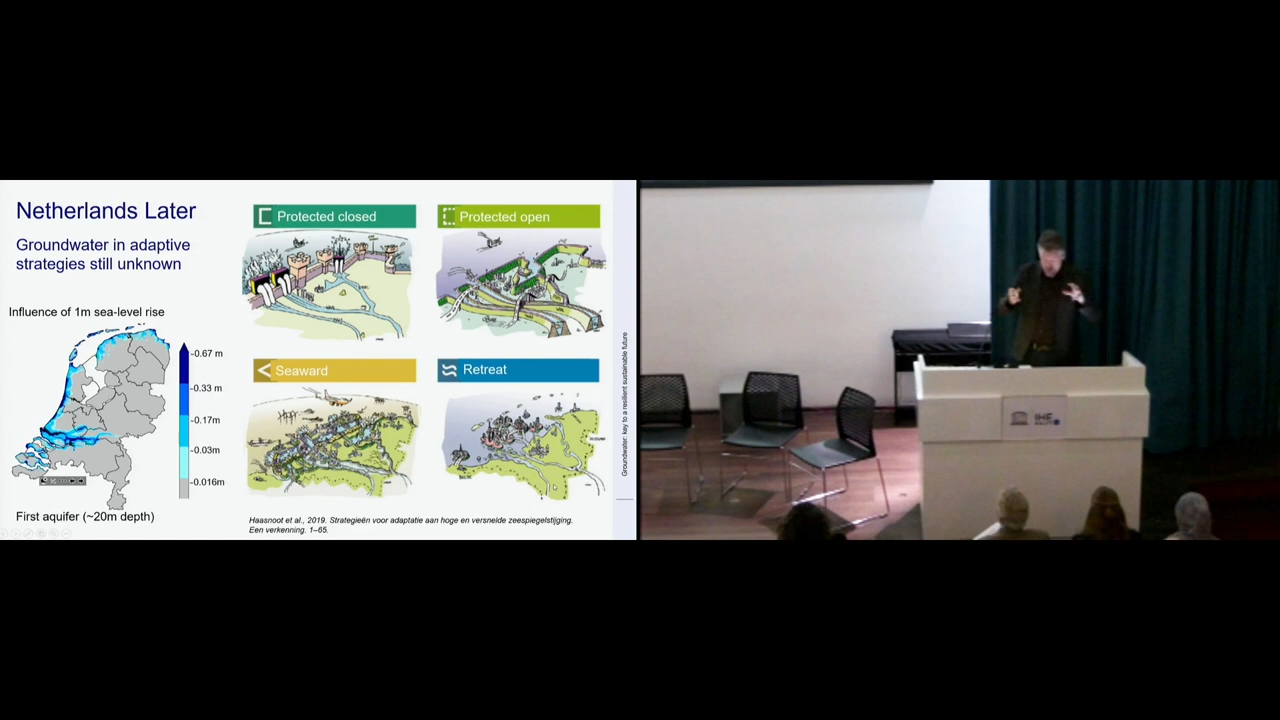 Netherlands Later
Groundwater in adaptive
strategies still unknown
Influence of 1m sea-level rise
-0.67 m
-0.33 m
-0.17m
-0.03m
-0.016m
First aquifer (~20m depth)
Protected closed
Protected open
Seaward
Retreat
Haasnoot et al., 2019. Strategieën voor adaptatie aan hoge en versnelde zeespiegelstijging.
Een verkenning. 1–65.
Groundwater: key to a resilient sustainable future
IHE